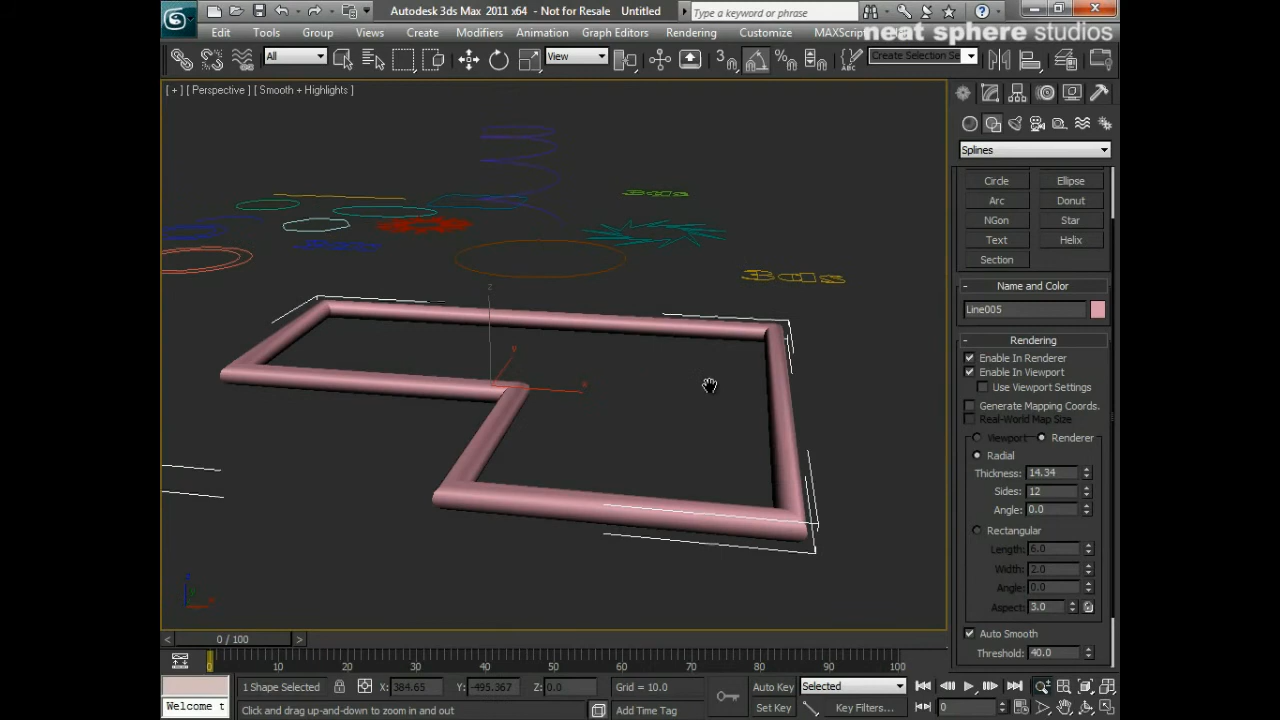 Autodesk 3ds Max 2011 x64 - Not for Resale Untitled
Type a keyword or phrase
Edit Tools Group Views Create Modifiers Animation Graph Editors Rendering Customize MAXScrip
neat sphere studios
All
View
3
Create Selection Se
[ + ] [ Perspective ] [ Smooth + Highlights ]
Splines
Circle Ellipse
Arc Donut
NGon Star
Text Helix
Section
- Name and Color
Line005
- Rendering
Enable In Renderer
Enable In Viewport
Use Viewport Settings
Generate Mapping Coords.
Real-World Map Size
Viewport Renderer
Radial
Thickness: 14.34
Sides: 12
Angle: 0.0
Rectangular
Length: 6.0
Width: 2.0
Angle: 0.0
Aspect: 3.0
Auto Smooth
Threshold: 40.0
z
y
x
< 0 / 100 >
0 10 20 30 40 50 60 70 80 90 100
1 Shape Selected X: 384.65 Y: -495.367 Z: 0.0 Grid = 10.0 Auto Key Selected
Welcome t Click and drag up-and-down to zoom in and out Add Time Tag Set Key Key Filters... 0